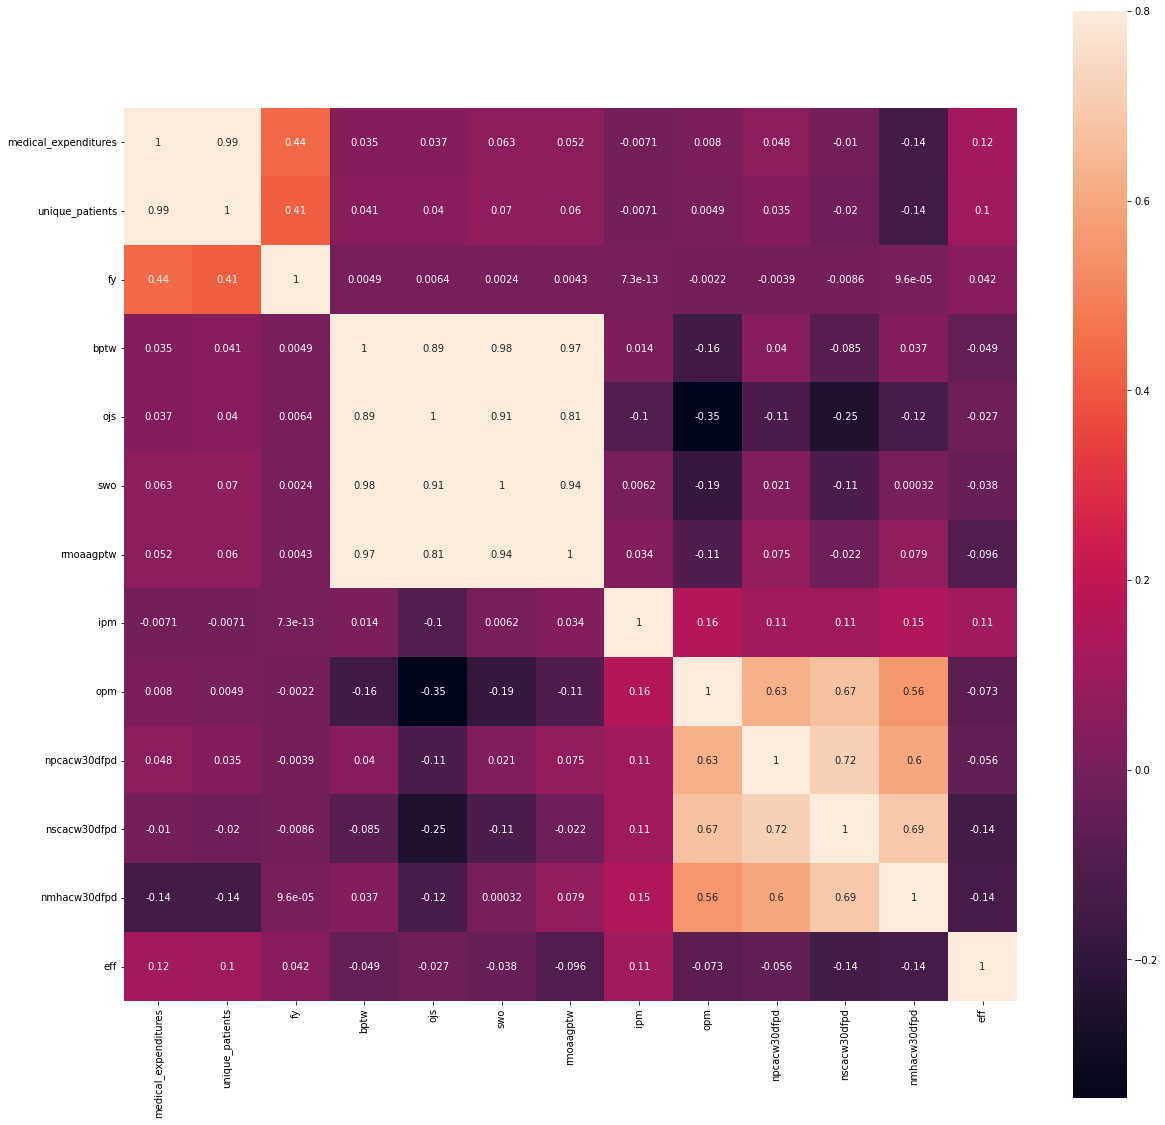 0.8
medical_expenditures 1 0.99 0.44 0.035 0.037 0.063 0.052 -0.0071 0.008 0.048 -0.01 -0.14 0.12
unique_patients 0.99 1 0.41 0.041 0.04 0.07 0.06 -0.0071 0.0049 0.035 -0.02 -0.14 0.1
0.6
fy 0.44 0.41 1 0.0049 0.0064 0.0024 0.0043 7.3e-13 -0.0022 -0.0039 -0.0086 9.6e-05 0.042
bptw 0.035 0.041 0.0049 1 0.89 0.98 0.97 0.014 -0.16 0.04 -0.085 0.037 -0.049
0.4
ojs 0.037 0.04 0.0064 0.89 1 0.91 0.81 -0.1 -0.35 -0.11 -0.25 -0.12 -0.027
swo 0.063 0.07 0.0024 0.98 0.91 1 0.94 0.0062 -0.19 0.021 -0.11 0.00032 -0.038
rmoaagptw 0.052 0.06 0.0043 0.97 0.81 0.94 1 0.034 -0.11 0.075 -0.022 0.079 -0.096
0.2
ipm -0.0071 -0.0071 7.3e-13 0.014 -0.1 0.0062 0.034 1 0.16 0.11 0.11 0.15 0.11
opm 0.008 0.0049 -0.0022 -0.16 -0.35 -0.19 -0.11 0.16 1 0.63 0.67 0.56 -0.073
npcacw30dfpd 0.048 0.035 -0.0039 0.04 -0.11 0.021 0.075 0.11 0.63 1 0.72 0.6 -0.056
0.0
nscacw30dfpd -0.01 -0.02 -0.0086 -0.085 -0.25 -0.11 -0.022 0.11 0.67 0.72 1 0.69 -0.14
nmhacw30dfpd -0.14 -0.14 9.6e-05 0.037 -0.12 0.00032 0.079 0.15 0.56 0.6 0.69 1 -0.14
−0.2
eff 0.12 0.1 0.042 -0.049 -0.027 -0.038 -0.096 0.11 -0.073 -0.056 -0.14 -0.14 1
medical_expenditures
unique_patients
fy
bptw
ojs
swo
rmoaagptw
ipm
opm
npcacw30dfpd
nscacw30dfpd
nmhacw30dfpd
eff